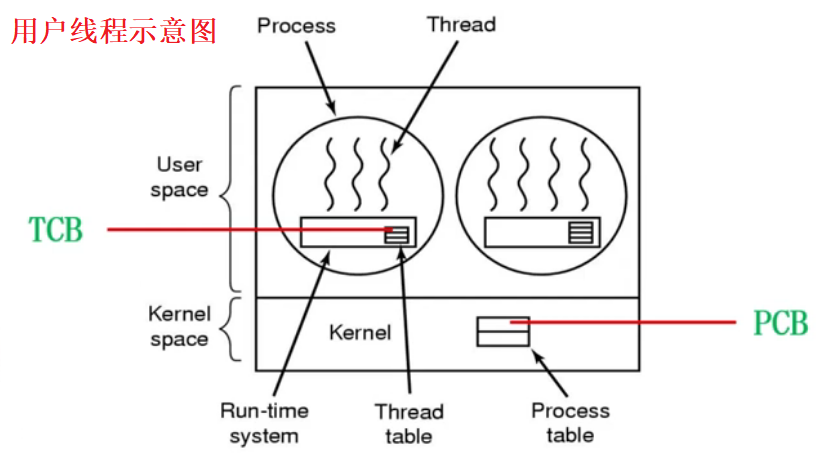 用户线程示意图
Process
Thread
User
space
TCB
Kernel
space
Kernel
PCB
Run-time
system
Thread
table
Process
table